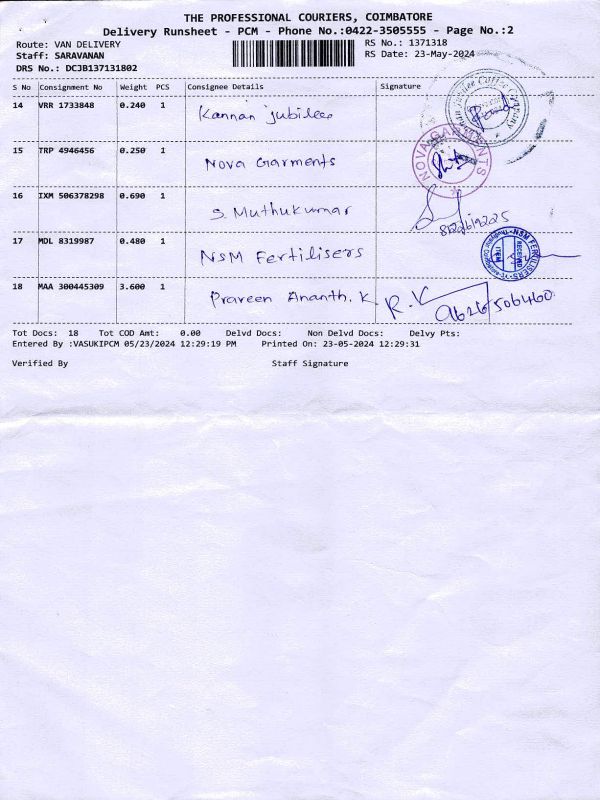 THE PROFESSIONAL COURIERS, COIMBATORE
Delivery Runsheet - PCM - Phone No.:0422-3505555 - Page No.:2
Route: VAN DELIVERY RS No.: 1371318
Staff: SARAVANAN RS Date: 23-May-2024
DRS No.: DCJB137131802
S No Consignment No Weight PCS Consignee Details Signature
14 VRR 1733848 0.240 1 Kannan jubilee
15 TRP 4946456 0.250 1 Nova Garments NOVA GARMENTS
16 IXM 506378298 0.690 1 S. Muthukumar
17 MDL 8319987 0.480 1 NSM Fertilisers NSM FERTILISERS RECEIVED ITEM
18 MAA 300445309 3.600 1 Praveen Ananth. K R. K 9626506460
Tot Docs: 18 Tot COD Amt: 0.00 Delvd Docs: Non Delvd Docs: Delvy Pts:
Entered By :VASUKIPCM 05/23/2024 12:29:19 PM Printed On: 23-05-2024 12:29:31
Verified By Staff Signature